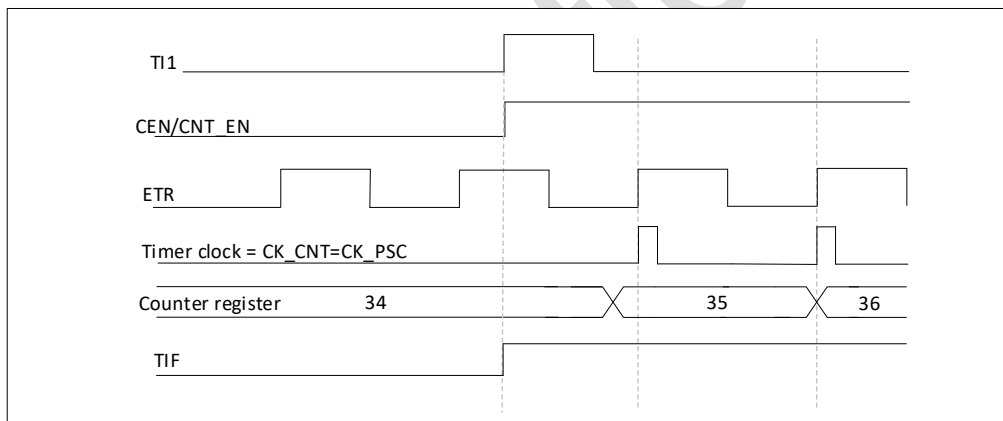 TI1
CEN/CNT_EN
ETR
Timer clock = CK_CNT=CK_PSC
Counter register 34 35 36
TIF